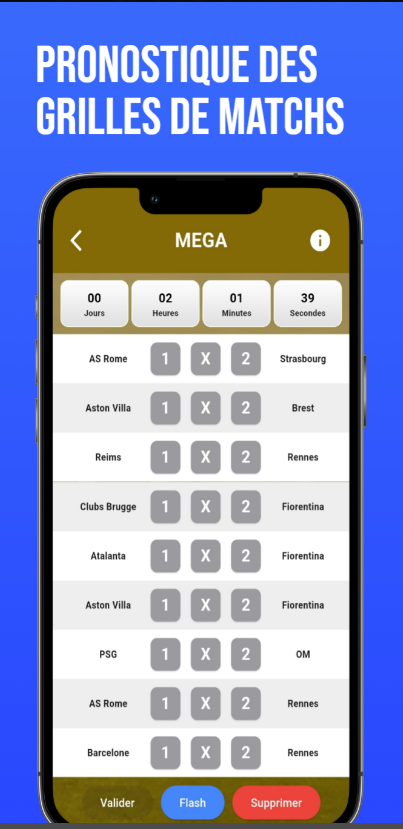 PRONOSTIQUE DES
GRILLES DE MATCHS
MEGA
00 02 01 39
Jours Heures Minutes Secondes
AS Rome 1 X 2 Strasbourg
Aston Villa 1 X 2 Brest
Reims 1 X 2 Rennes
Clubs Brugge 1 X 2 Fiorentina
Atalanta 1 X 2 Fiorentina
Aston Villa 1 X 2 Fiorentina
PSG 1 X 2 OM
AS Rome 1 X 2 Rennes
Barcelone 1 X 2 Rennes
Valider Flash Supprimer